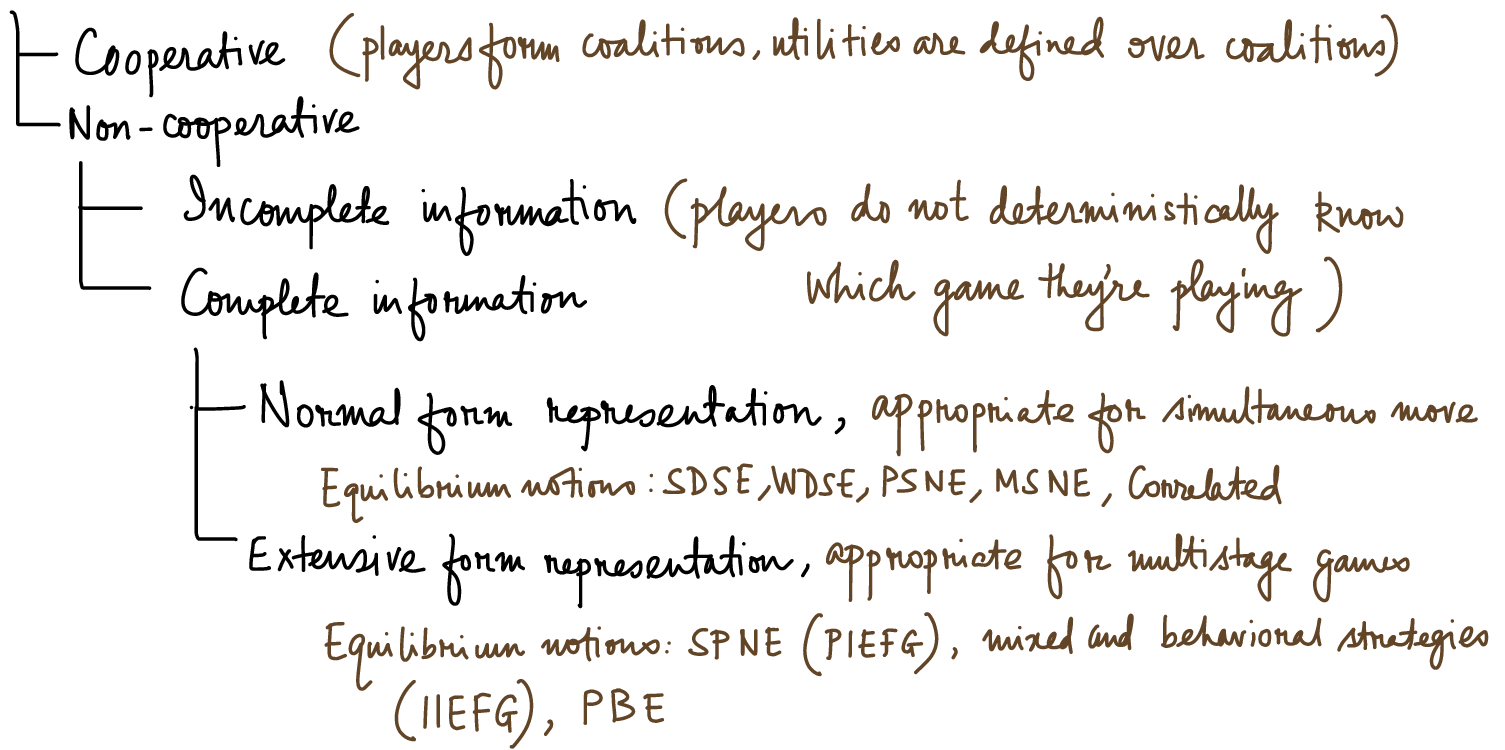 Cooperative (players form coalitions, utilities are defined over coalitions)
Non-cooperative
Incomplete information (players do not deterministically know
which game they're playing)
Complete information
Normal form representation, appropriate for simultaneous move
Equilibrium notions: SDSE, WDSE, PSNE, MSNE, Correlated
Extensive form representation, appropriate for multistage games
Equilibrium notions: SPNE (PIEFG), mixed and behavioral strategies
(IIEFG), PBE